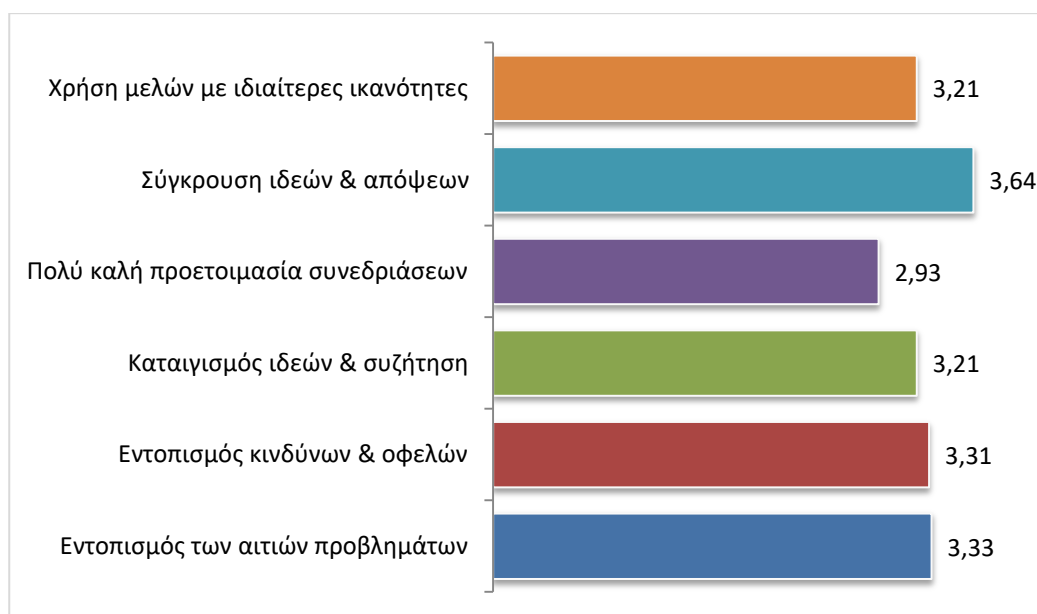 Χρήση μελών με ιδιαίτερες ικανότητες 3,21
Σύγκρουση ιδεών & απόψεων 3,64
Πολύ καλή προετοιμασία συνεδριάσεων 2,93
Καταιγισμός ιδεών & συζήτηση 3,21
Εντοπισμός κινδύνων & οφελών 3,31
Εντοπισμός των αιτιών προβλημάτων 3,33